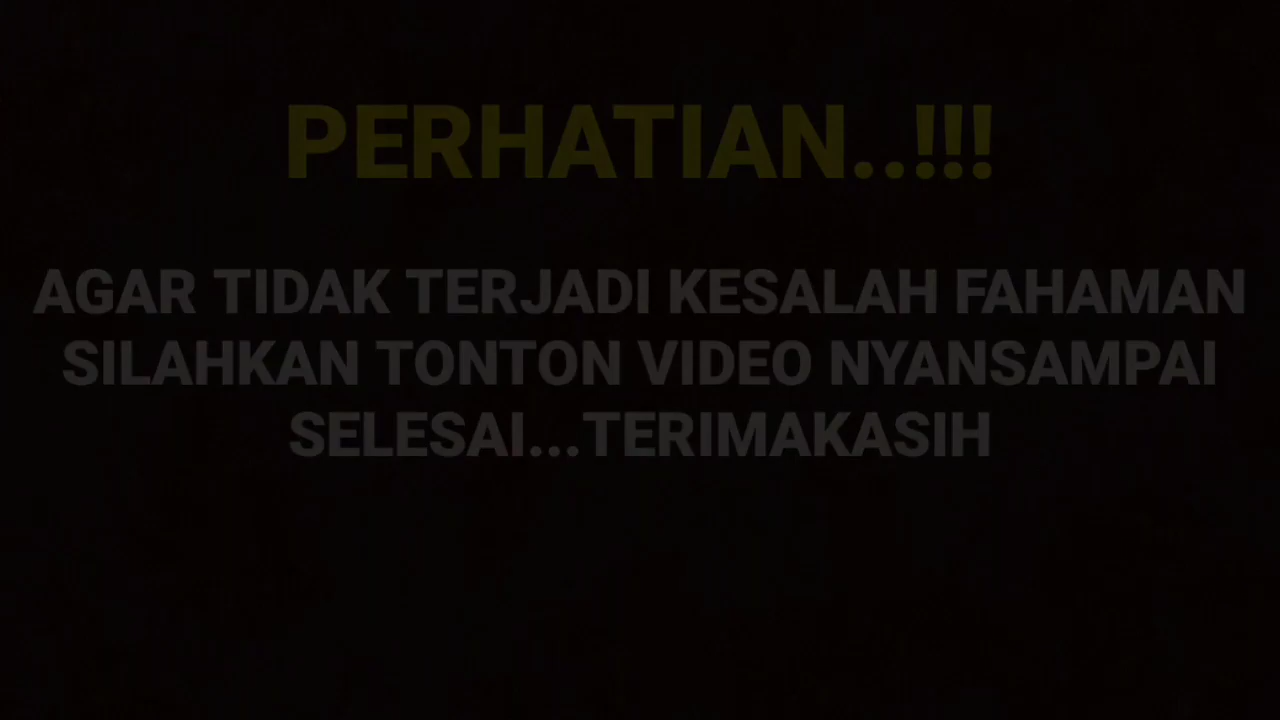 PERHATIAN..!!!
AGAR TIDAK TERJADI KESALAH FAHAMAN
SILAHKAN TONTON VIDEO NYANSAMPAI
SELESAI...TERIMAKASIH